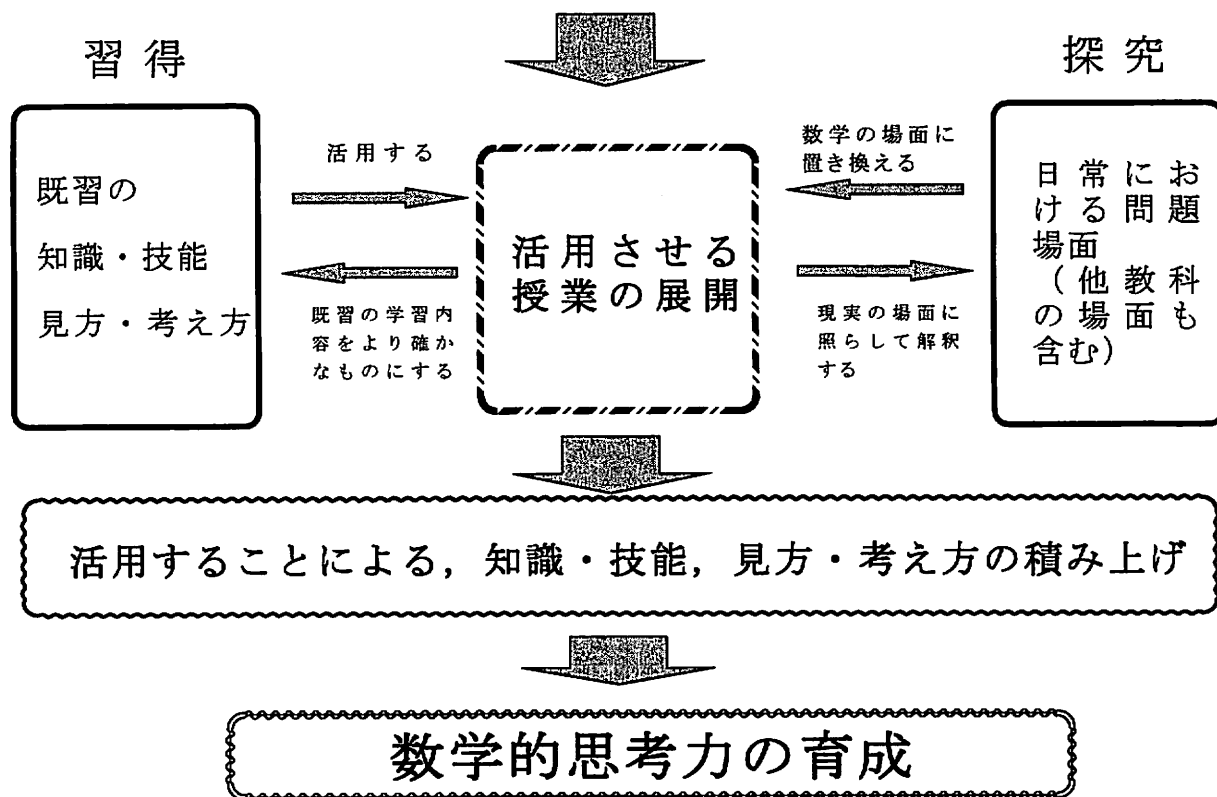 習得
探究
既習の
知識・技能
見方・考え方
活用する
既習の学習内
容をより確か
なものにする
活用させる
授業の展開
数学の場面に
置き換える
現実の場面に
照らして解釈
する
日常にお
ける問題
場面
（他教科
の場面も
含む）
活用することによる，知識・技能，見方・考え方の積み上げ
数学的思考力の育成